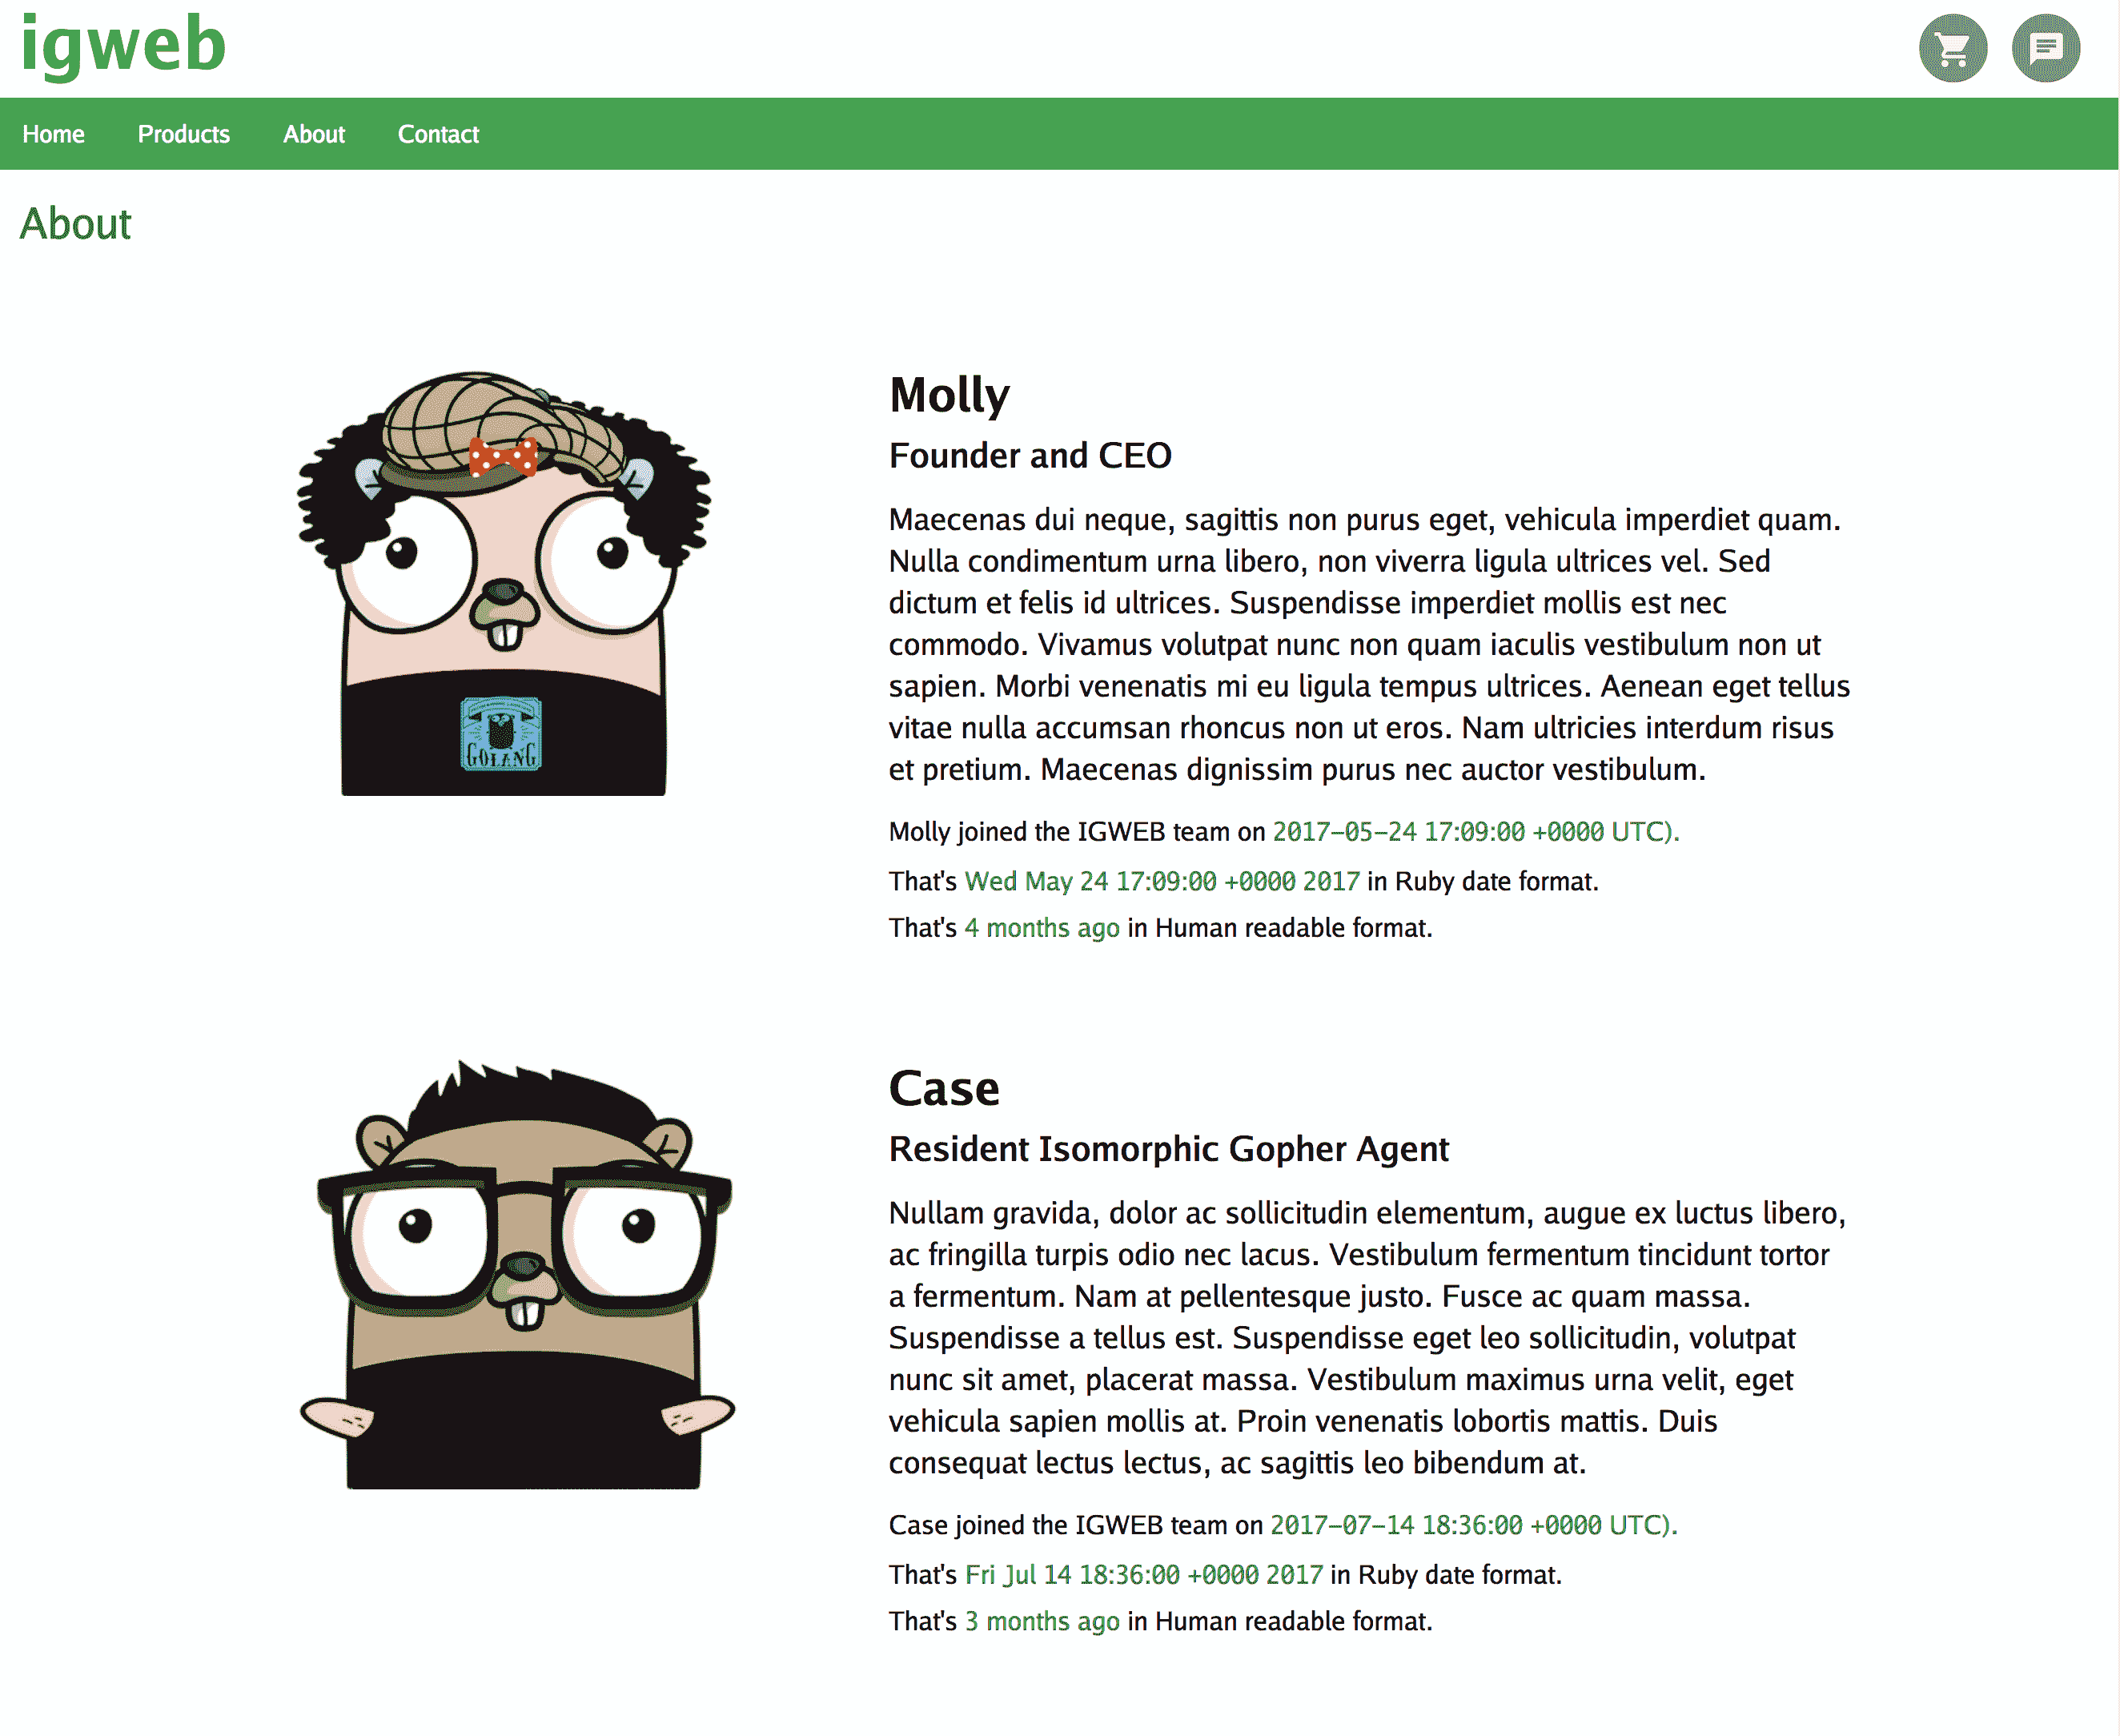 igweb
Home Products About Contact
About
Molly
Founder and CEO
Maecenas dui neque, sagittis non purus eget, vehicula imperdiet quam.
Nulla condimentum urna libero, non viverra ligula ultrices vel. Sed
dictum et felis id ultrices. Suspendisse imperdiet mollis est nec
commodo. Vivamus volutpat nunc non quam iaculis vestibulum non ut
sapien. Morbi venenatis mi eu ligula tempus ultrices. Aenean eget tellus
vitae nulla accumsan rhoncus non ut eros. Nam ultricies interdum risus
et pretium. Maecenas dignissim purus nec auctor vestibulum.
GOLANG
Molly joined the IGWEB team on 2017-05-24 17:09:00 +0000 UTC).
That's Wed May 24 17:09:00 +0000 2017 in Ruby date format.
That's 4 months ago in Human readable format.
Case
Resident Isomorphic Gopher Agent
Nullam gravida, dolor ac sollicitudin elementum, augue ex luctus libero,
ac fringilla turpis odio nec lacus. Vestibulum fermentum tincidunt tortor
a fermentum. Nam at pellentesque justo. Fusce ac quam massa.
Suspendisse a tellus est. Suspendisse eget leo sollicitudin, volutpat
nunc sit amet, placerat massa. Vestibulum maximus urna velit, eget
vehicula sapien mollis at. Proin venenatis lobortis mattis. Duis
consequat lectus lectus, ac sagittis leo bibendum at.
Case joined the IGWEB team on 2017-07-14 18:36:00 +0000 UTC).
That's Fri Jul 14 18:36:00 +0000 2017 in Ruby date format.
That's 3 months ago in Human readable format.